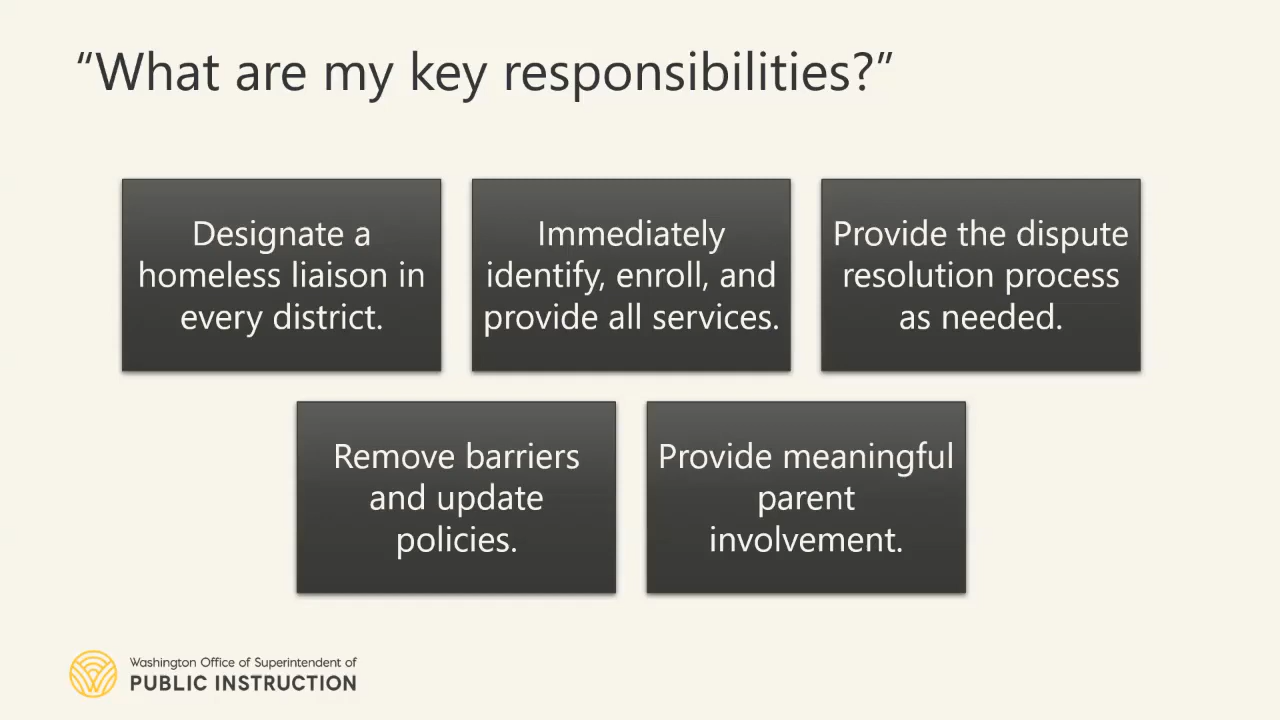 “What are my key responsibilities?”
Designate a
homeless liaison in
every district.
Immediately
identify, enroll, and
provide all services.
Provide the dispute
resolution process
as needed.
Remove barriers
and update
policies.
Provide meaningful
parent
involvement.
Washington Office of Superintendent of
PUBLIC INSTRUCTION